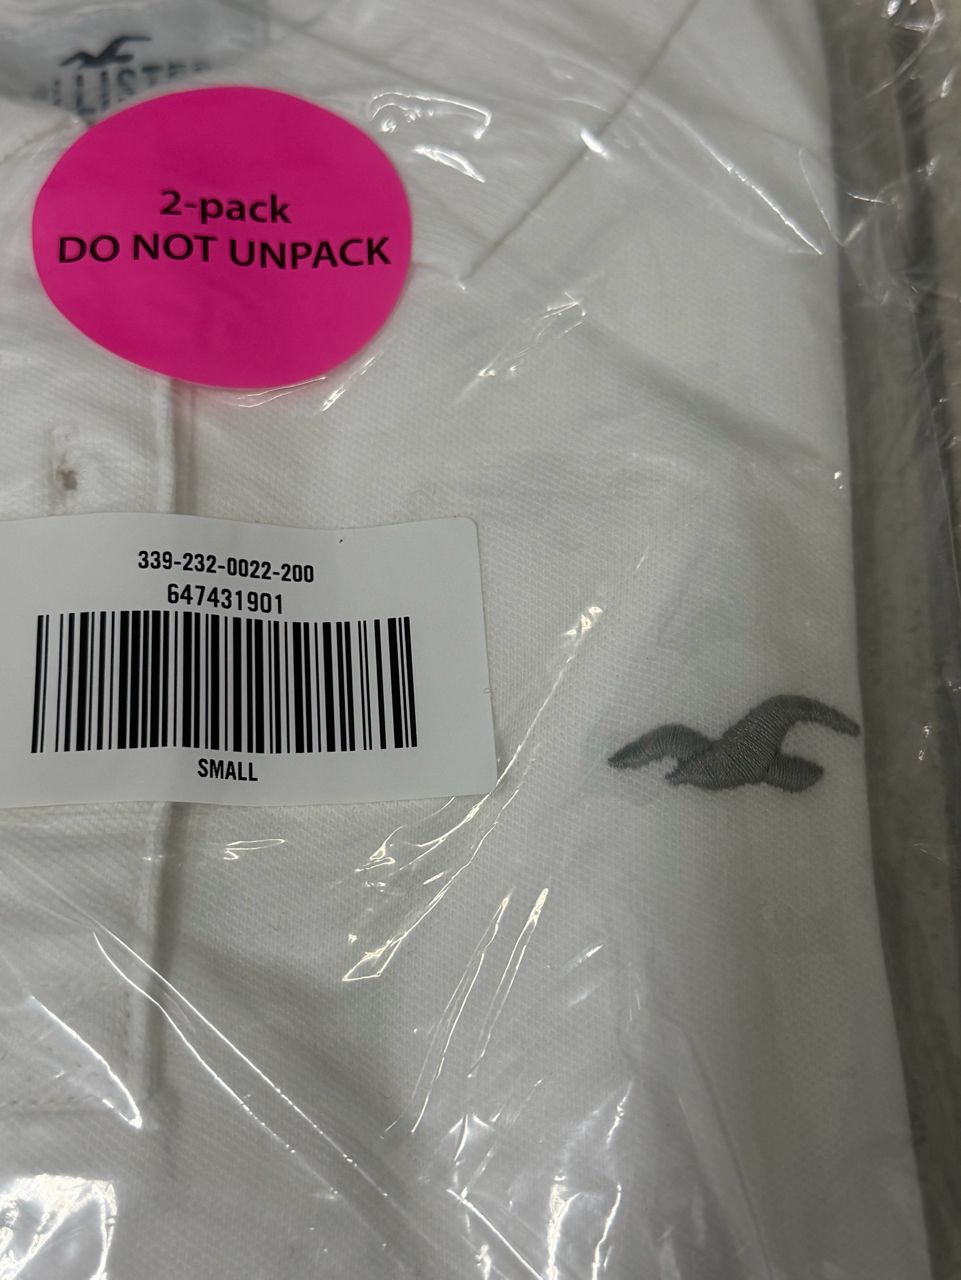 2-pack
DO NOT UNPACK
339-232-0022-200
647431901
SMALL